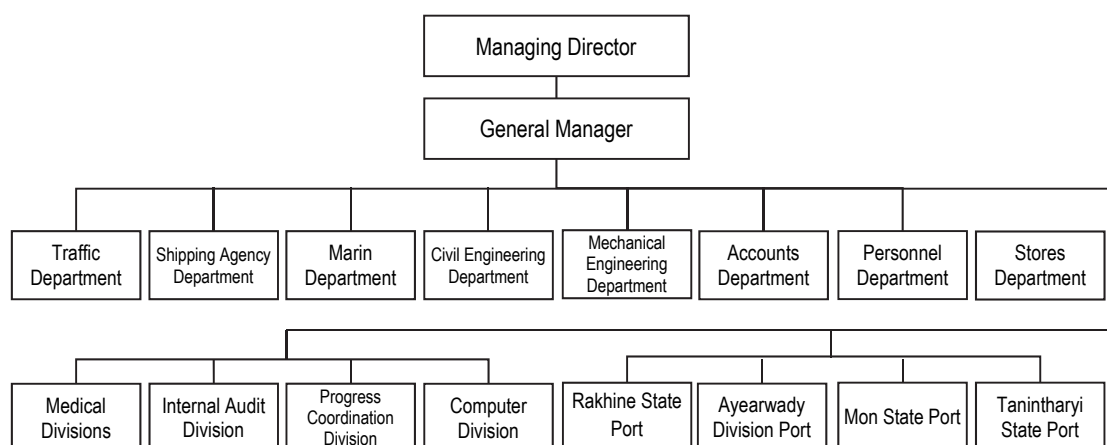 Managing Director
General Manager
Traffic
Department
Shipping Agency
Department
Marin
Department
Civil Engineering
Department
Mechanical
Engineering
Department
Accounts
Department
Personnel
Department
Stores
Department
Medical
Divisions
Internal Audit
Division
Progress
Coordination
Division
Computer
Division
Rakhine State
Port
Ayearwady
Division Port
Mon State Port
Tanintharyi
State Port